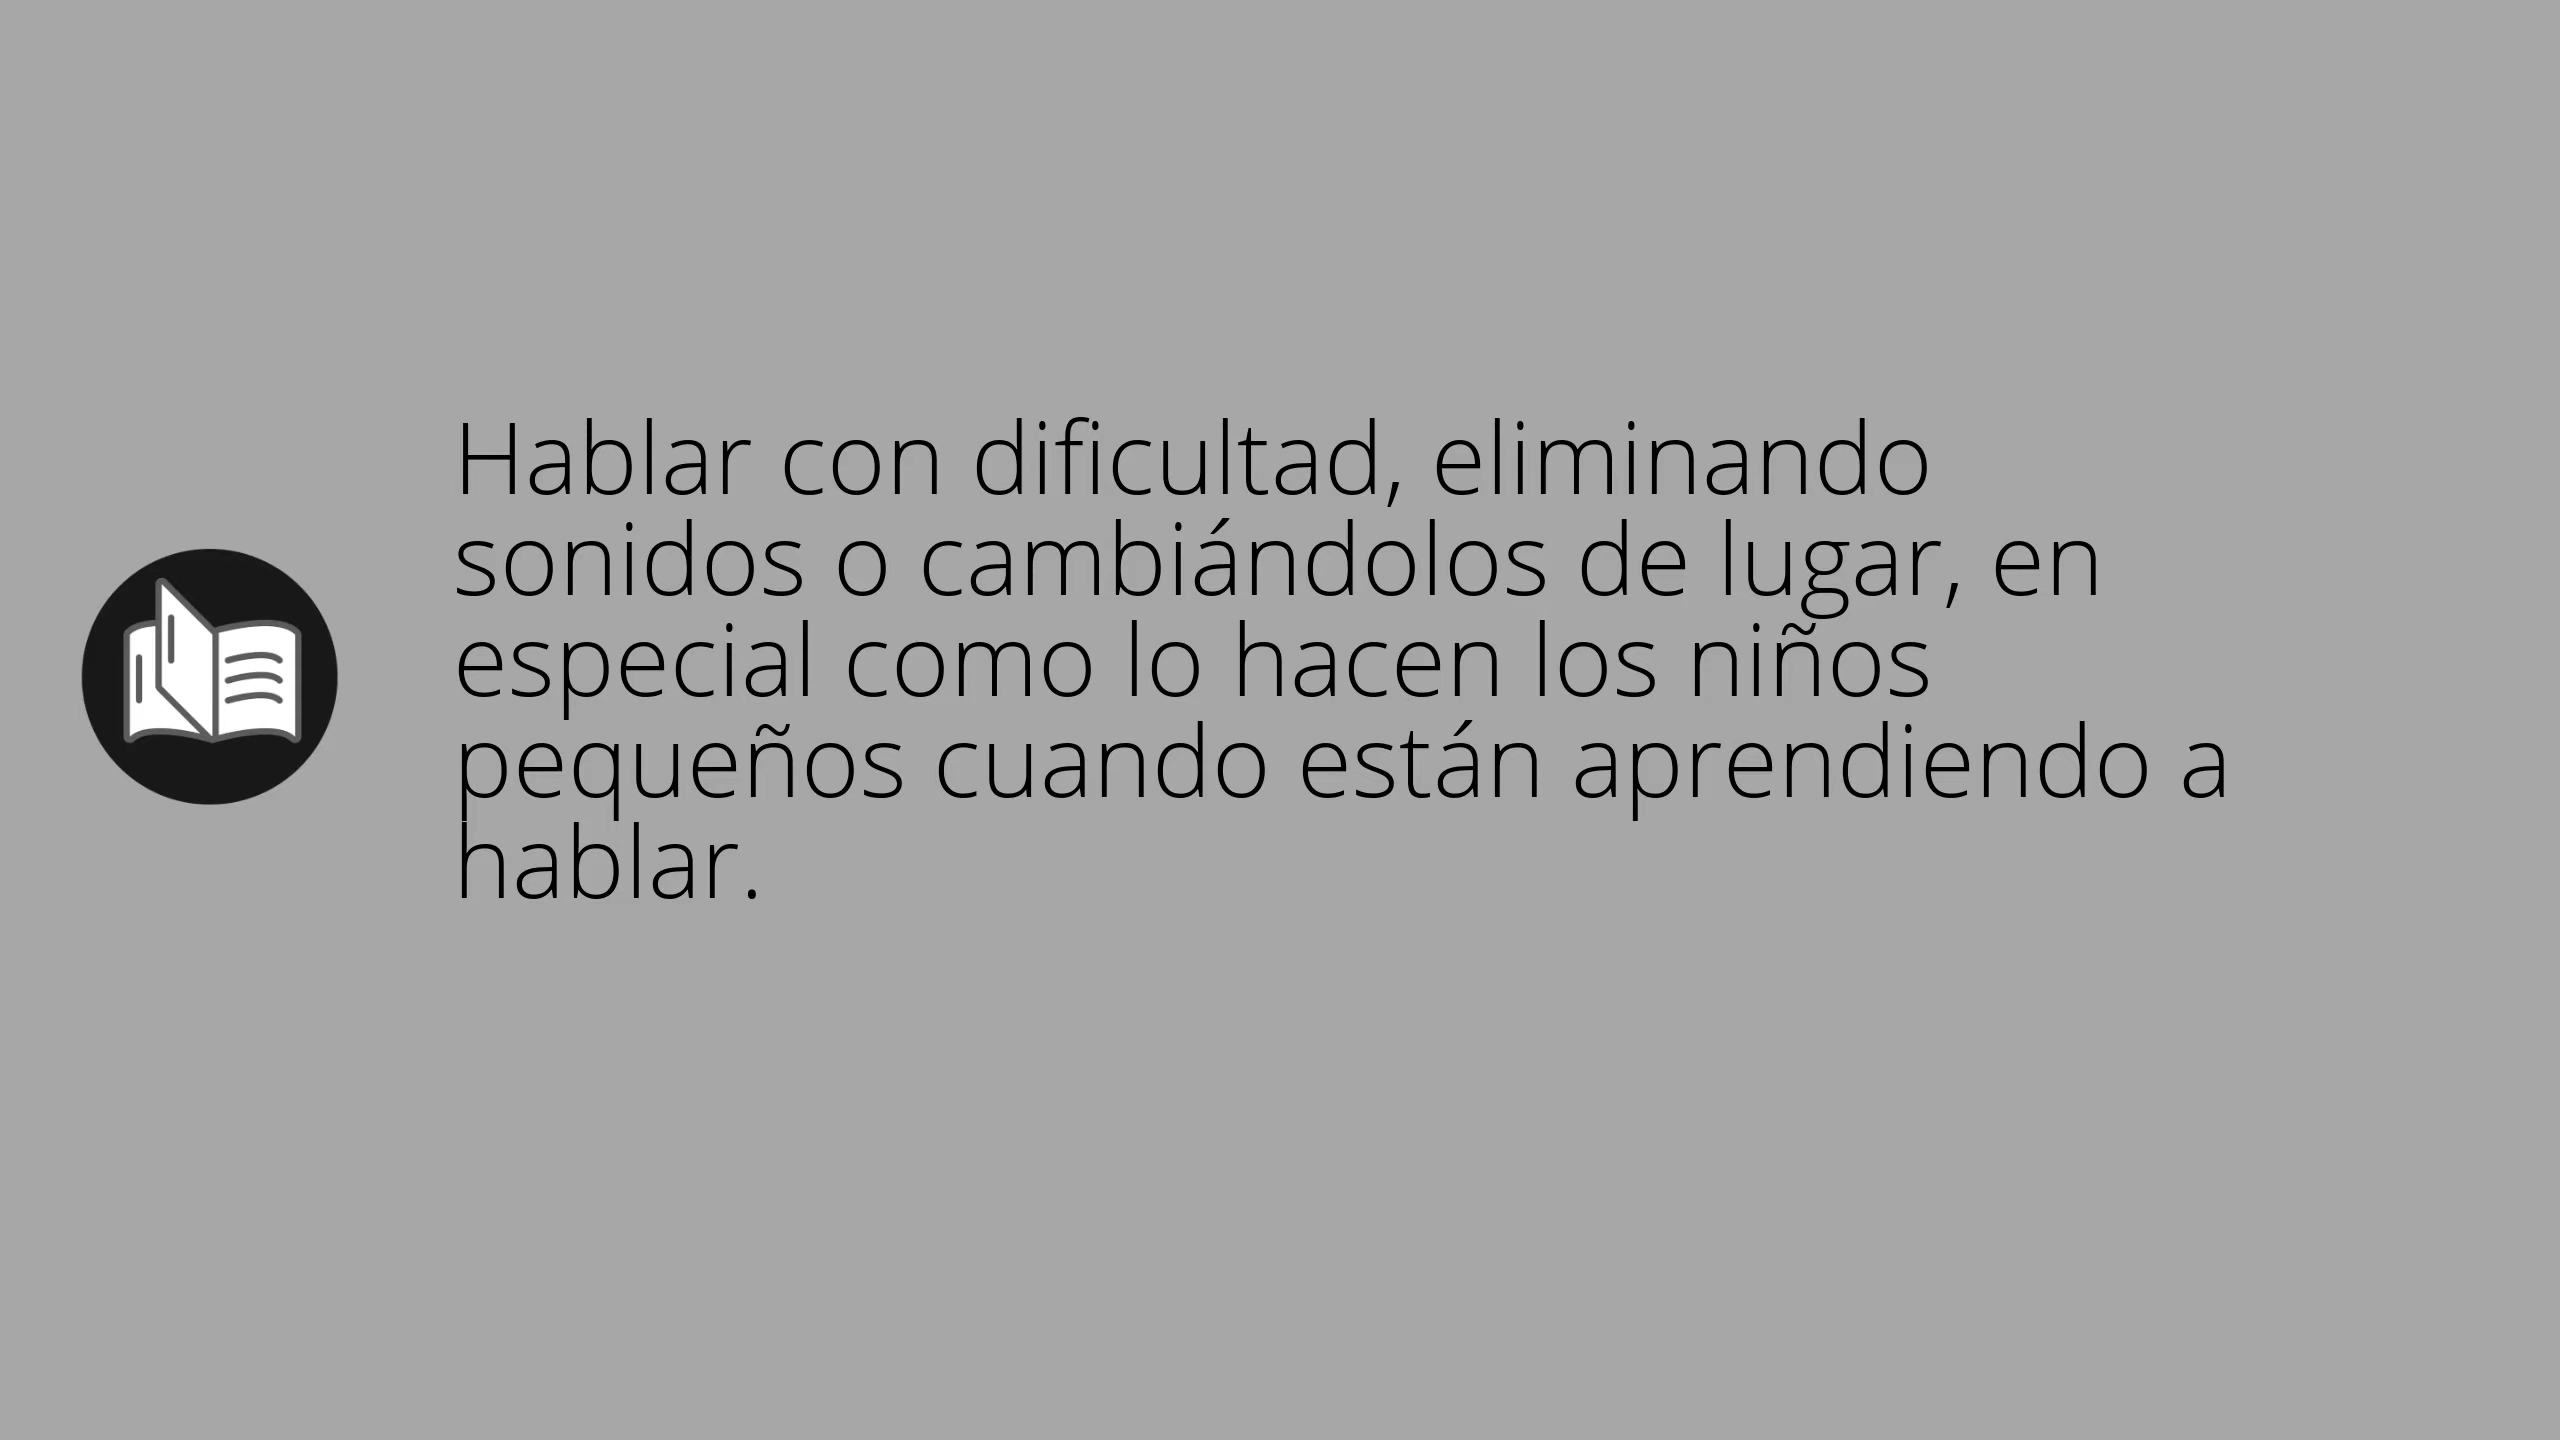 Hablar con dificultad, eliminando
sonidos o cambiándolos de lugar, en
especial como lo hacen los niños
pequeños cuando están aprendiendo a
hablar.